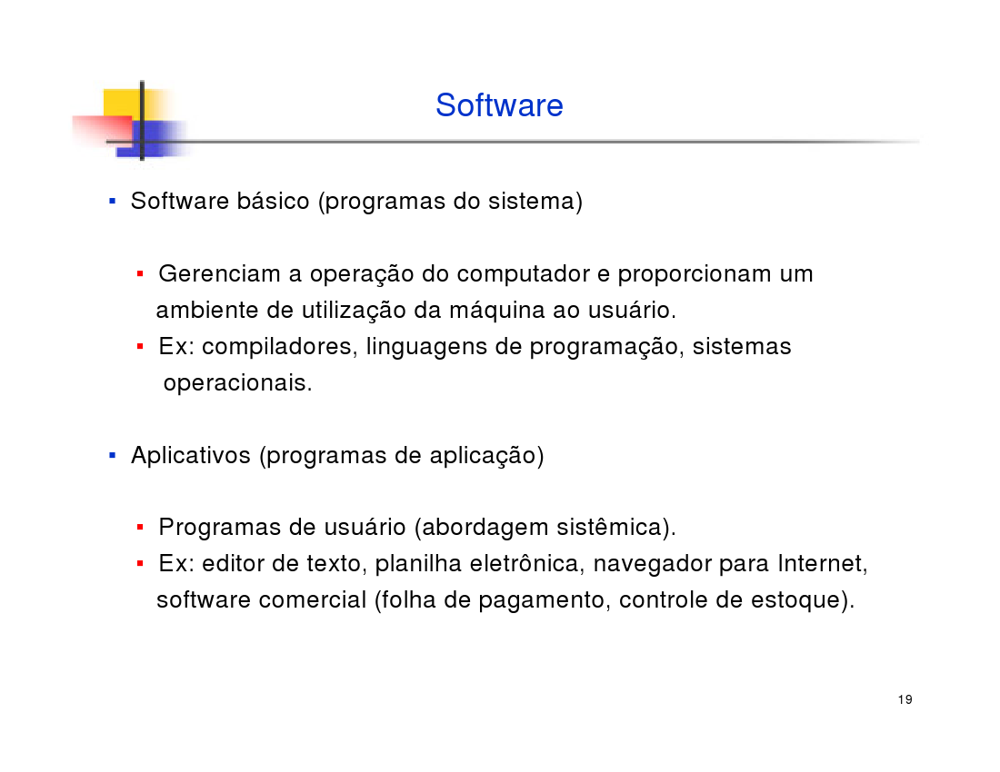 Software
▪ Software básico (programas do sistema)
▪ Gerenciam a operação do computador e proporcionam um
ambiente de utilização da máquina ao usuário.
▪ Ex: compiladores, linguagens de programação, sistemas
operacionais.
▪ Aplicativos (programas de aplicação)
▪ Programas de usuário (abordagem sistêmica).
▪ Ex: editor de texto, planilha eletrônica, navegador para Internet,
software comercial (folha de pagamento, controle de estoque).
19